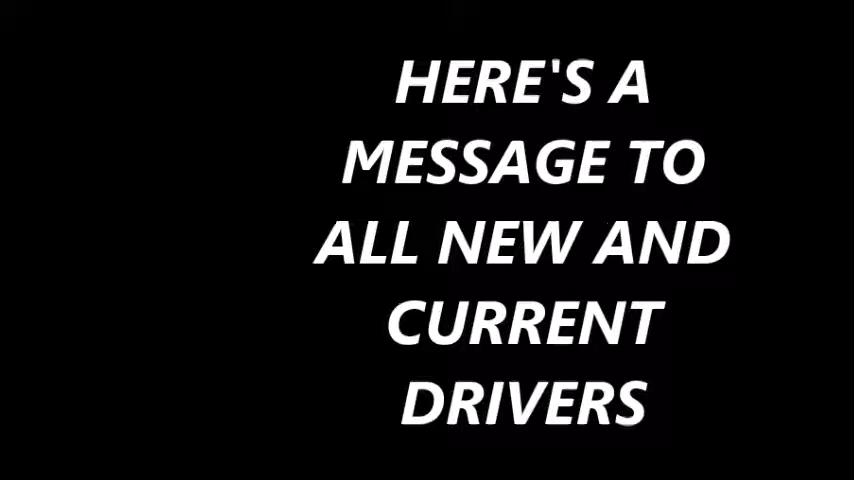 HERE'S A
MESSAGE TO
ALL NEW AND
CURRENT
DRIVERS